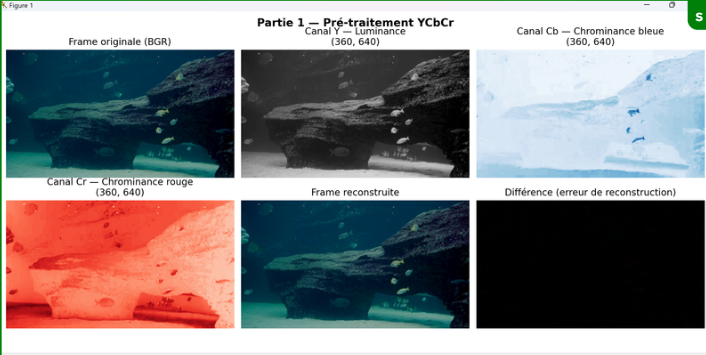 Figure 1
S
Partie 1 — Pré-traitement YCbCr
Frame originale (BGR)
Canal Y — Luminance
(360, 640)
Canal Cb — Chrominance bleue
(360, 640)
Canal Cr — Chrominance rouge
(360, 640)
Frame reconstruite
Différence (erreur de reconstruction)